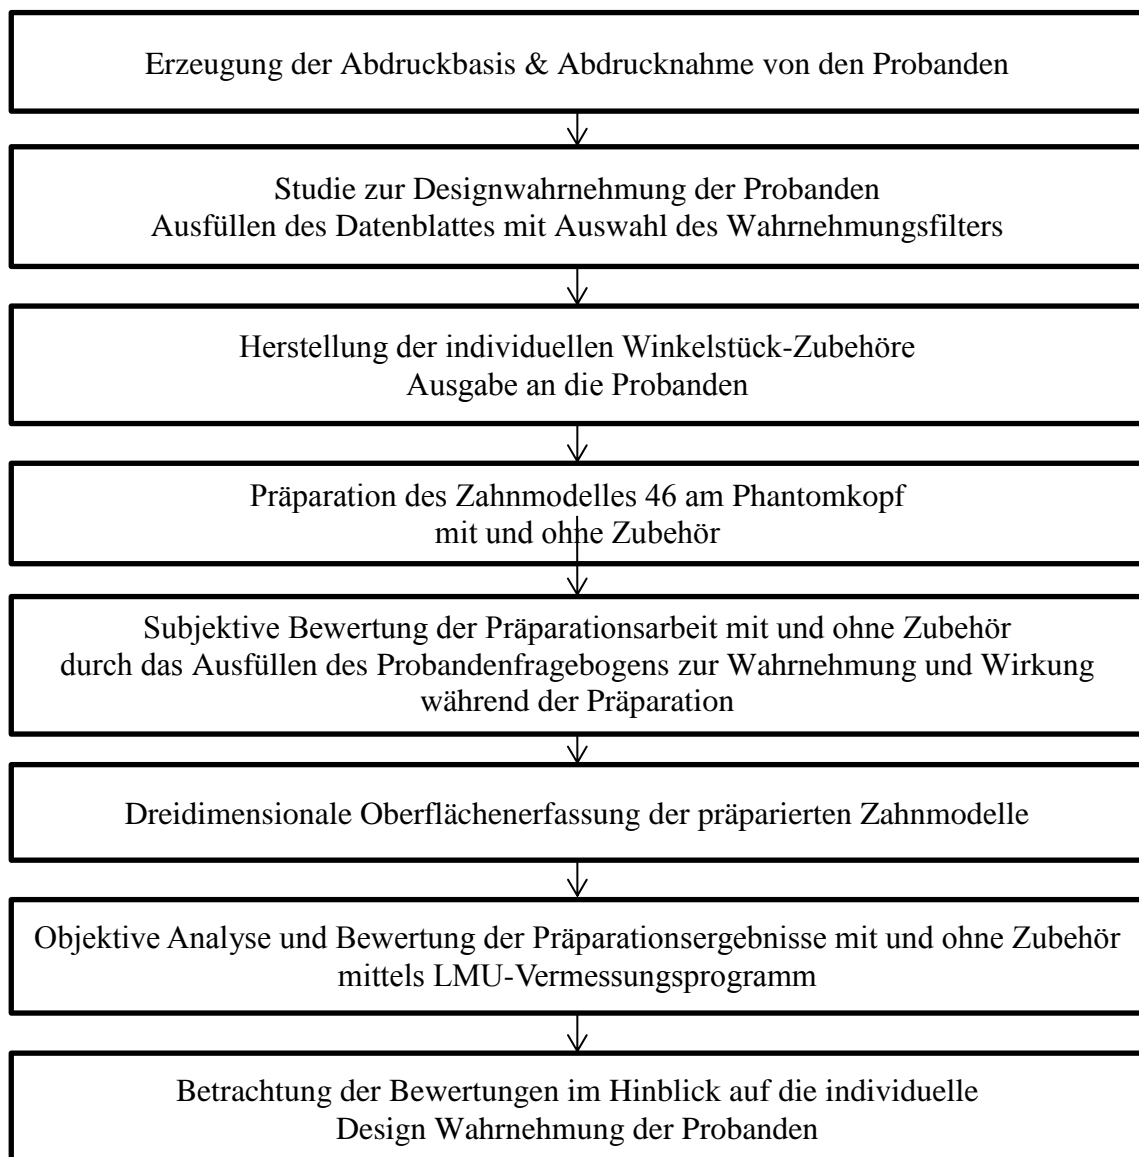 Erzeugung der Abdruckbasis & Abdrucknahme von den Probanden
Studie zur Designwahrnehmung der Probanden
Ausfüllen des Datenblattes mit Auswahl des Wahrnehmungsfilters
Herstellung der individuellen Winkelstück-Zubehöre
Ausgabe an die Probanden
Präparation des Zahnmodelles 46 am Phantomkopf
mit und ohne Zubehör
Subjektive Bewertung der Präparationsarbeit mit und ohne Zubehör
durch das Ausfüllen des Probandenfragebogens zur Wahrnehmung und Wirkung
während der Präparation
Dreidimensionale Oberflächenerfassung der präparierten Zahnmodelle
Objektive Analyse und Bewertung der Präparationsergebnisse mit und ohne Zubehör
mittels LMU-Vermessungsprogramm
Betrachtung der Bewertungen im Hinblick auf die individuelle
Design Wahrnehmung der Probanden